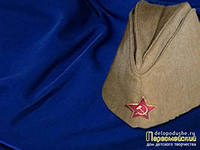 delopodushe.ru
Первомайский
дом детского творчества